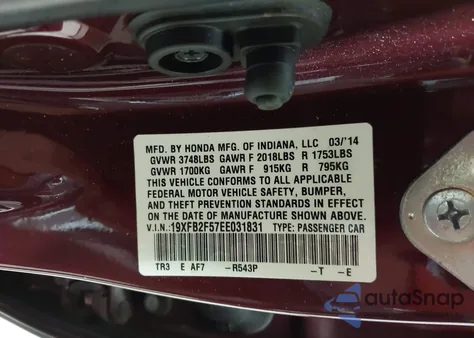 MFD. BY HONDA MFG. OF INDIANA, LLC 03/'14
GVWR 3748LBS GAWR F 2018LBS R 1753LBS
GVWR 1700KG GAWR F 915KG R 795KG
THIS VEHICLE CONFORMS TO ALL APPLICABLE
FEDERAL MOTOR VEHICLE SAFETY, BUMPER,
AND THEFT PREVENTION STANDARDS IN EFFECT
ON THE DATE OF MANUFACTURE SHOWN ABOVE.
V.I.N.:19XFB2F57EE031831 TYPE: PASSENGER CAR
TR3 E AF7 -R543P -T -E
autoSnap